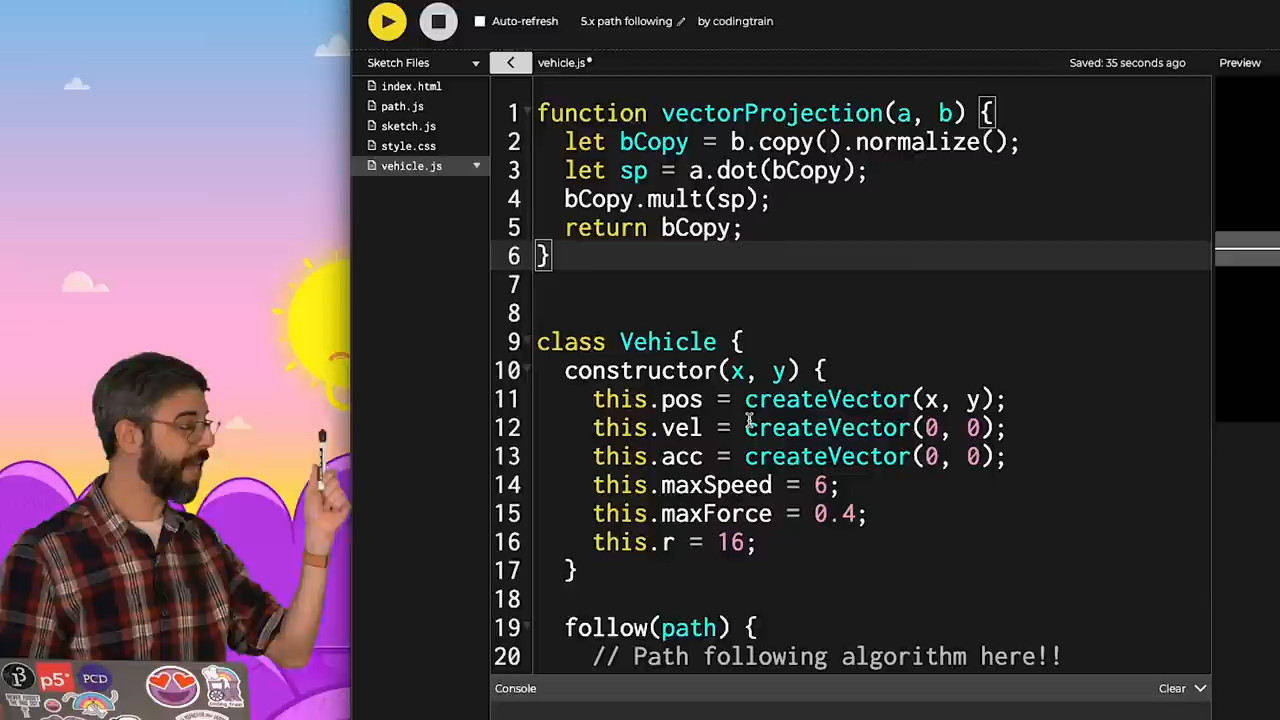 Auto-refresh
5.x path following
by codingtrain
Sketch Files
vehicle.js
Saved: 35 seconds ago
Preview
index.html
path.js
sketch.js
style.css
vehicle.js
1 function vectorProjection(a, b) {
2 let bCopy = b.copy().normalize();
3 let sp = a.dot(bCopy);
4 bCopy.mult(sp);
5 return bCopy;
6 }
7
8
9 class Vehicle {
10 constructor(x, y) {
11 this.pos = createVector(x, y);
12 this.vel = createVector(0, 0);
13 this.acc = createVector(0, 0);
14 this.maxSpeed = 6;
15 this.maxForce = 0.4;
16 this.r = 16;
17 }
18
19 follow(path) {
20 // Path following algorithm here!!
Console
Clear
p5*
PCD